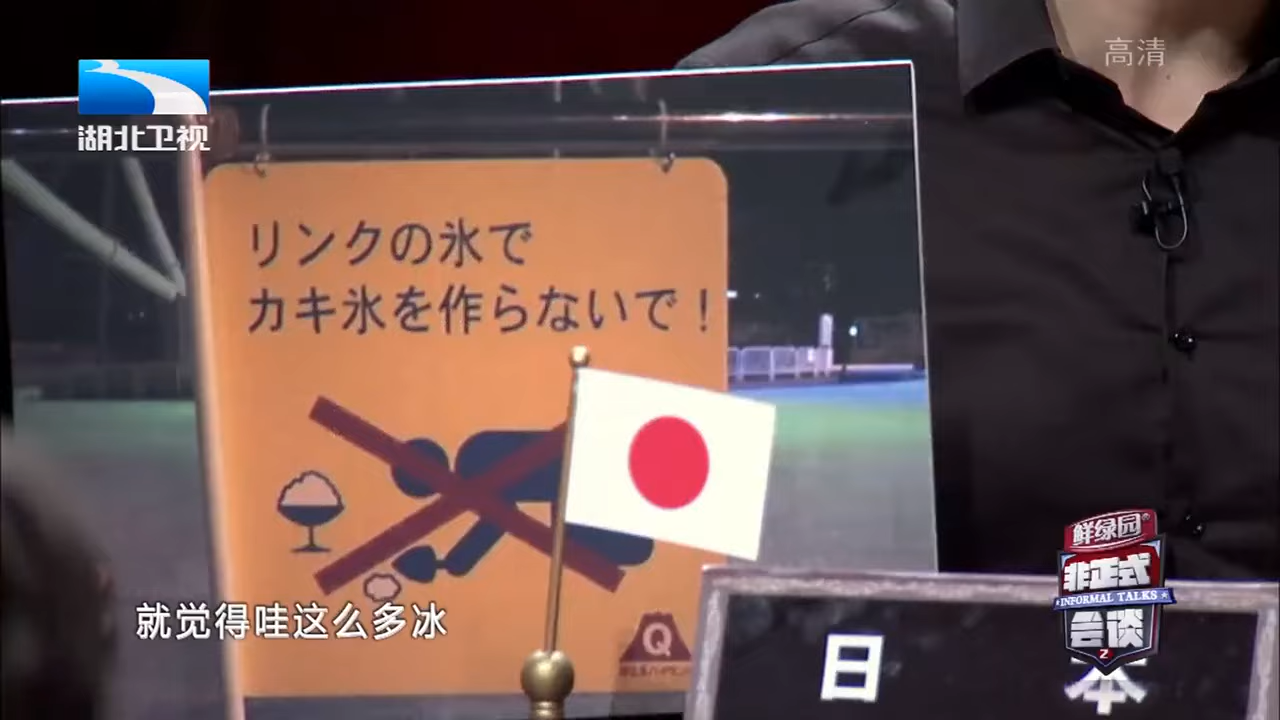 高清
湖北卫视
リンクの氷で
カキ氷を作らないで！
就觉得哇这么多冰
Q
鲜绿园
非正式
INFORMAL TALKS
会谈
2
日本